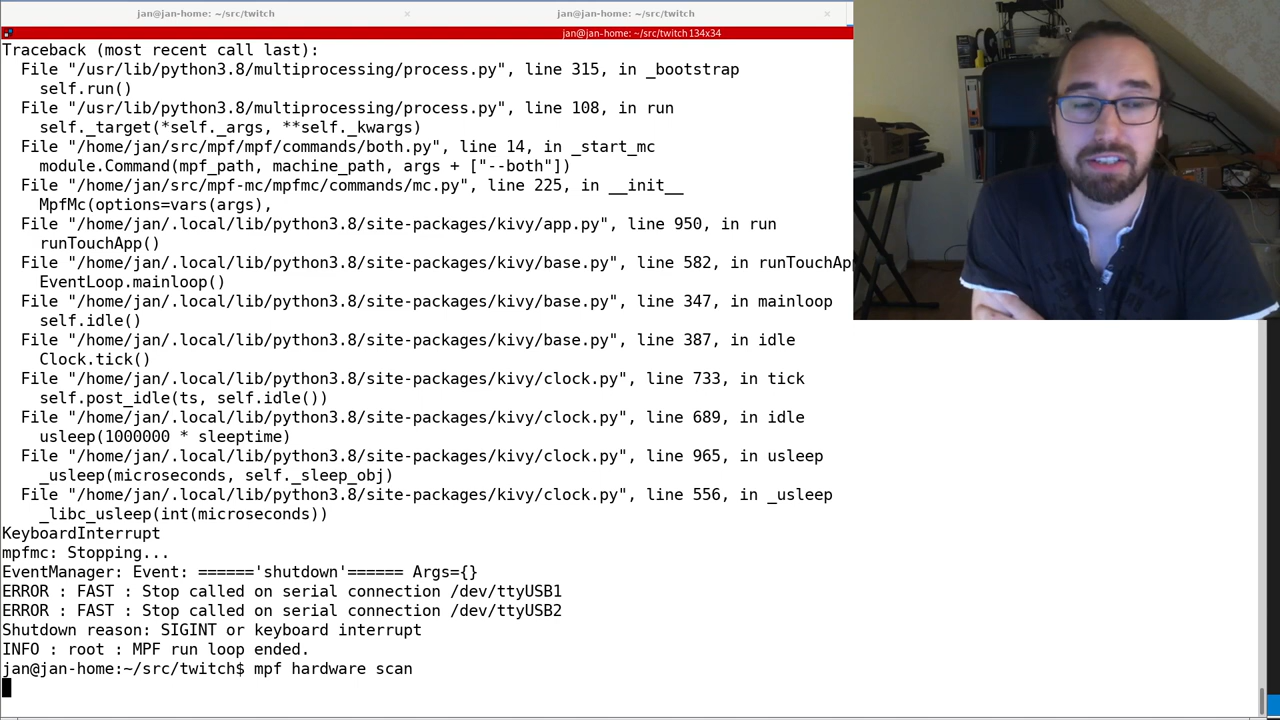 jan@jan-home: ~/src/twitch × jan@jan-home: ~/src/twitch ×
jan@jan-home: ~/src/twitch 134x34
Traceback (most recent call last):
  File "/usr/lib/python3.8/multiprocessing/process.py", line 315, in _bootstrap
    self.run()
  File "/usr/lib/python3.8/multiprocessing/process.py", line 108, in run
    self._target(*self._args, **self._kwargs)
  File "/home/jan/src/mpf/mpf/commands/both.py", line 14, in _start_mc
    module.Command(mpf_path, machine_path, args + ["--both"])
  File "/home/jan/src/mpf-mc/mpfmc/commands/mc.py", line 225, in __init__
    MpfMc(options=vars(args),
  File "/home/jan/.local/lib/python3.8/site-packages/kivy/app.py", line 950, in run
    runTouchApp()
  File "/home/jan/.local/lib/python3.8/site-packages/kivy/base.py", line 582, in runTouchApp
    EventLoop.mainloop()
  File "/home/jan/.local/lib/python3.8/site-packages/kivy/base.py", line 347, in mainloop
    self.idle()
  File "/home/jan/.local/lib/python3.8/site-packages/kivy/base.py", line 387, in idle
    Clock.tick()
  File "/home/jan/.local/lib/python3.8/site-packages/kivy/clock.py", line 733, in tick
    self.post_idle(ts, self.idle())
  File "/home/jan/.local/lib/python3.8/site-packages/kivy/clock.py", line 689, in idle
    usleep(1000000 * sleeptime)
  File "/home/jan/.local/lib/python3.8/site-packages/kivy/clock.py", line 965, in usleep
    _usleep(microseconds, self._sleep_obj)
  File "/home/jan/.local/lib/python3.8/site-packages/kivy/clock.py", line 556, in _usleep
    _libc_usleep(int(microseconds))
KeyboardInterrupt
mpfmc: Stopping...
EventManager: Event: ======'shutdown'====== Args={}
ERROR : FAST : Stop called on serial connection /dev/ttyUSB1
ERROR : FAST : Stop called on serial connection /dev/ttyUSB2
Shutdown reason: SIGINT or keyboard interrupt
INFO : root : MPF run loop ended.
jan@jan-home:~/src/twitch$ mpf hardware scan